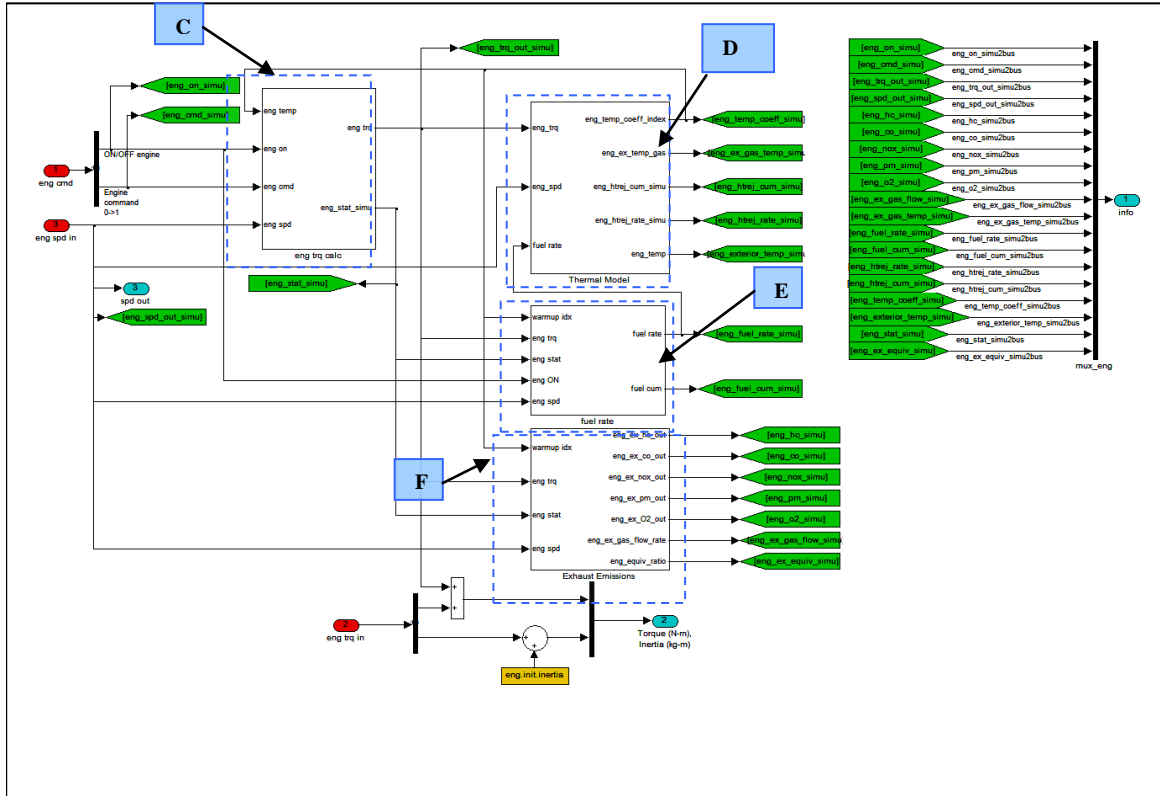 C
D
E
F
[eng_trq_out_simu]
[eng_on_simu]
[eng_cmd_simu]
ON/OFF engine
Engine
command
0->1
1
eng cmd
3
eng spd in
eng temp
eng on
eng cmd
eng spd
eng trq
eng_stat_simu
eng trq calc
[eng_stat_simu]
3
spd out
[eng_spd_out_simu]
eng_trq
eng_spd
fuel rate
eng_temp_coeff_index
eng_ex_temp_gas
eng_htrej_cum_simu
eng_htrej_rate_simu
eng_temp
Thermal Model
[eng_temp_coeff_simu]
[eng_ex_gas_temp_simu]
[eng_htrej_cum_simu]
[eng_htrej_rate_simu]
[eng_exterior_temp_simu]
warmup idx
eng trq
eng stat
eng ON
eng spd
fuel rate
fuel cum
fuel rate
[eng_fuel_rate_simu]
[eng_fuel_cum_simu]
warmup idx
eng trq
eng stat
eng spd
eng_ex_hc_out
eng_ex_co_out
eng_ex_nox_out
eng_ex_pm_out
eng_ex_O2_out
eng_ex_gas_flow_rate
eng_equiv_ratio
Exhaust Emissions
[eng_hc_simu]
[eng_co_simu]
[eng_nox_simu]
[eng_pm_simu]
[eng_o2_simu]
[eng_ex_gas_flow_simu
[eng_ex_equiv_simu]
2
eng trq in
+
+
+
+
eng.init.inertia
2
Torque (N-m),
Inertia (kg-m)
[eng_on_simu]
eng_on_simu2bus
[eng_cmd_simu]
eng_cmd_simu2bus
[eng_trq_out_simu]
eng_trq_out_simu2bus
[eng_spd_out_simu]
eng_spd_out_simu2bus
[eng_hc_simu]
eng_hc_simu2bus
[eng_co_simu]
eng_co_simu2bus
[eng_nox_simu]
eng_nox_simu2bus
[eng_pm_simu]
eng_pm_simu2bus
[eng_o2_simu]
eng_o2_simu2bus
[eng_ex_gas_flow_simu]
eng_ex_gas_flow_simu2bus
[eng_ex_gas_temp_simu]
eng_ex_gas_temp_simu2bus
[eng_fuel_rate_simu]
eng_fuel_rate_simu2bus
[eng_fuel_cum_simu]
eng_fuel_cum_simu2bus
[eng_htrej_rate_simu]
eng_htrej_rate_simu2bus
[eng_htrej_cum_simu]
eng_htrej_cum_simu2bus
[eng_temp_coeff_simu]
eng_temp_coeff_simu2bus
[eng_exterior_temp_simu]
eng_exterior_temp_simu2bus
[eng_stat_simu]
eng_stat_simu2bus
[eng_ex_equiv_simu]
eng_ex_equiv_simu2bus
mux_eng
1
info